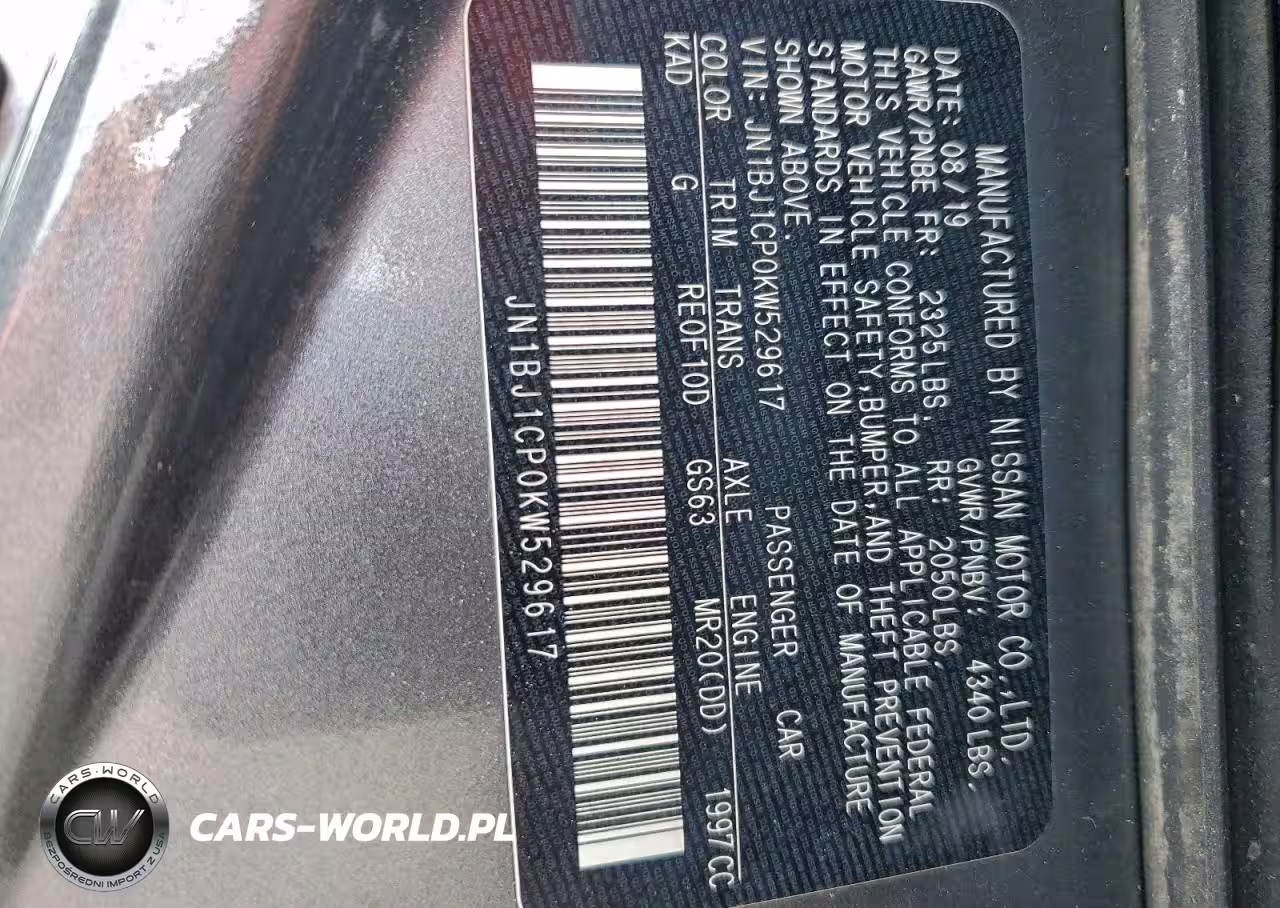 MANUFACTURED BY NISSAN MOTOR CO.,LTD.
DATE: 08/19 GVWR/PNBV: 4340LBS.
GAWR/PNBE FR: 2325LBS. RR: 2050LBS.
THIS VEHICLE CONFORMS TO ALL APPLICABLE FEDERAL
MOTOR VEHICLE SAFETY,BUMPER,AND THEFT PREVENTION
STANDARDS IN EFFECT ON THE DATE OF MANUFACTURE
SHOWN ABOVE.
VIN: JN1BJ1CP0KW529617 PASSENGER CAR
COLOR TRIM TRANS AXLE ENGINE
KAD G RE0F10D GS63 MR20(DD) 1997CC
JN1BJ1CP0KW529617
CARS-WORLD
CW
BEZPOŚREDNI IMPORT Z USA
CARS-WORLD.PL